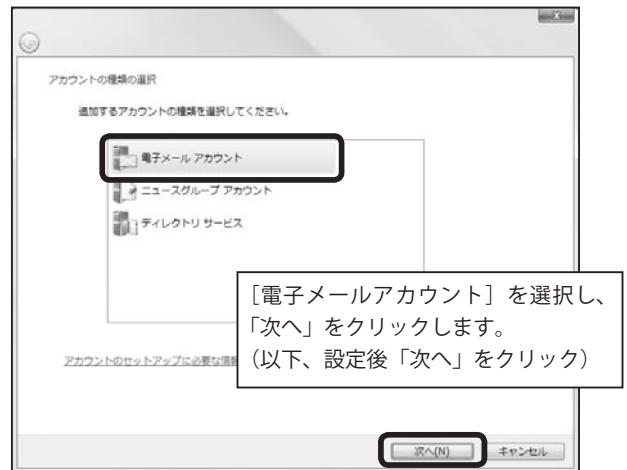 アカウントの種類の選択
追加するアカウントの種類を選択してください。
電子メール アカウント
ニュースグループ アカウント
ディレクトリ サービス
［電子メールアカウント］を選択し、
「次へ」をクリックします。
（以下、設定後「次へ」をクリック）
アカウントのセットアップに必要な情報
次へ(N)
キャンセル